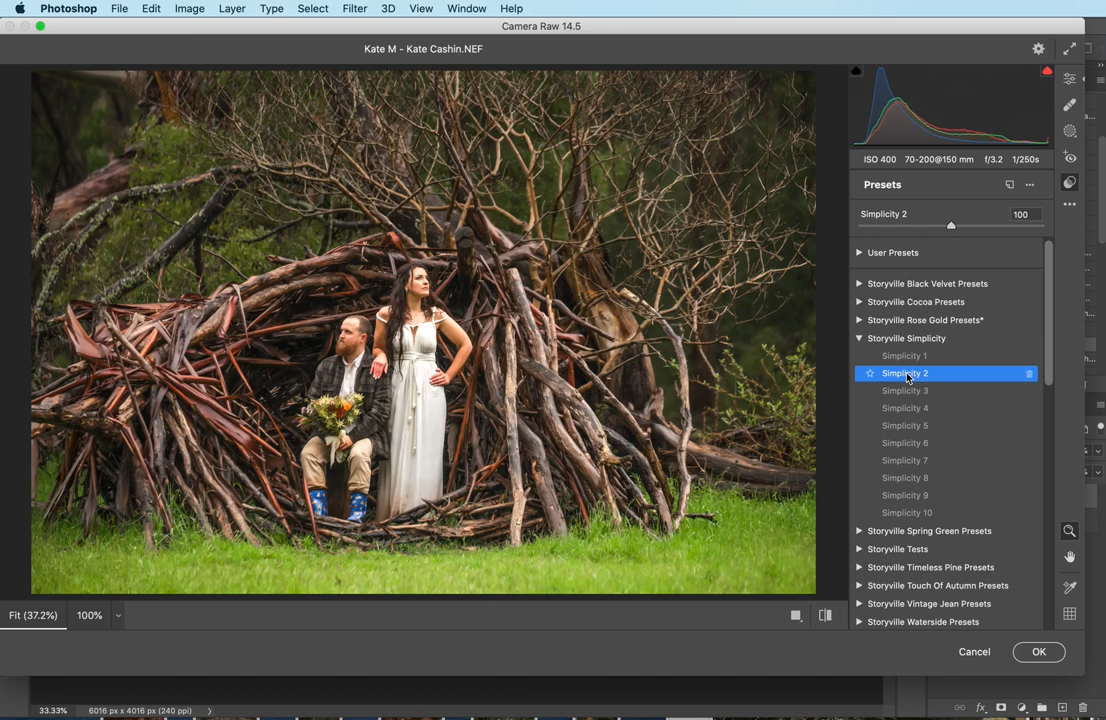 Photoshop File Edit Image Layer Type Select Filter 3D View Window Help
Camera Raw 14.5
Kate M - Kate Cashin.NEF
ISO 400 70-200@150 mm f/3.2 1/250s
Presets
Simplicity 2 100
User Presets
Storyville Black Velvet Presets
Storyville Cocoa Presets
Storyville Rose Gold Presets*
Storyville Simplicity
Simplicity 1
Simplicity 2
Simplicity 3
Simplicity 4
Simplicity 5
Simplicity 6
Simplicity 7
Simplicity 8
Simplicity 9
Simplicity 10
Storyville Spring Green Presets
Storyville Tests
Storyville Timeless Pine Presets
Storyville Touch Of Autumn Presets
Storyville Vintage Jean Presets
Storyville Waterside Presets
Fit (37.2%) 100%
Cancel OK
33.33% 6016 px x 4016 px (240 ppi)